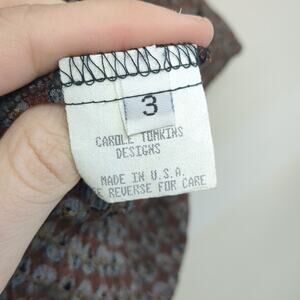 3
CAROLE TOMKINS
DESIGNS
MADE IN U.S.A.
REVERSE FOR CARE